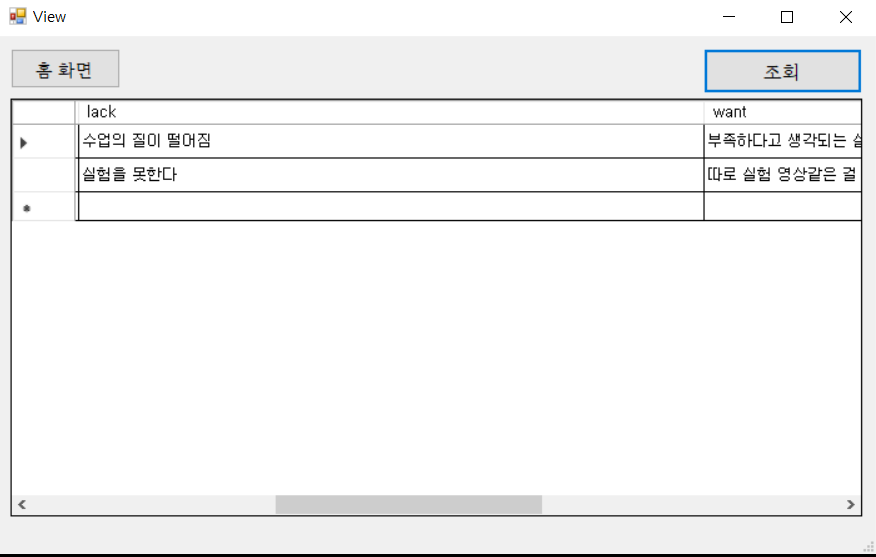 View
홈 화면
조회
lack want
수업의 질이 떨어짐 부족하다고 생각되는
실험을 못한다 따로 실험 영상같은 걸